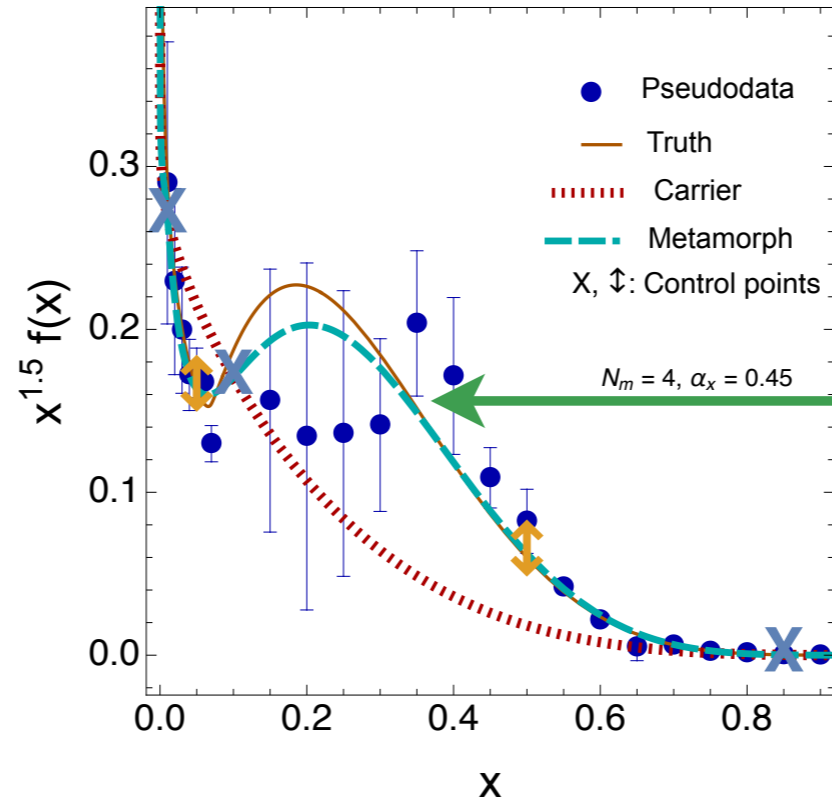 Pseudodata
Truth
Carrier
Metamorph
X, ↕: Control points
N_m = 4, α_x = 0.45
x^1.5 f(x)
0.3
0.2
0.1
0.0
0.0 0.2 0.4 0.6 0.8
x
X
X
X